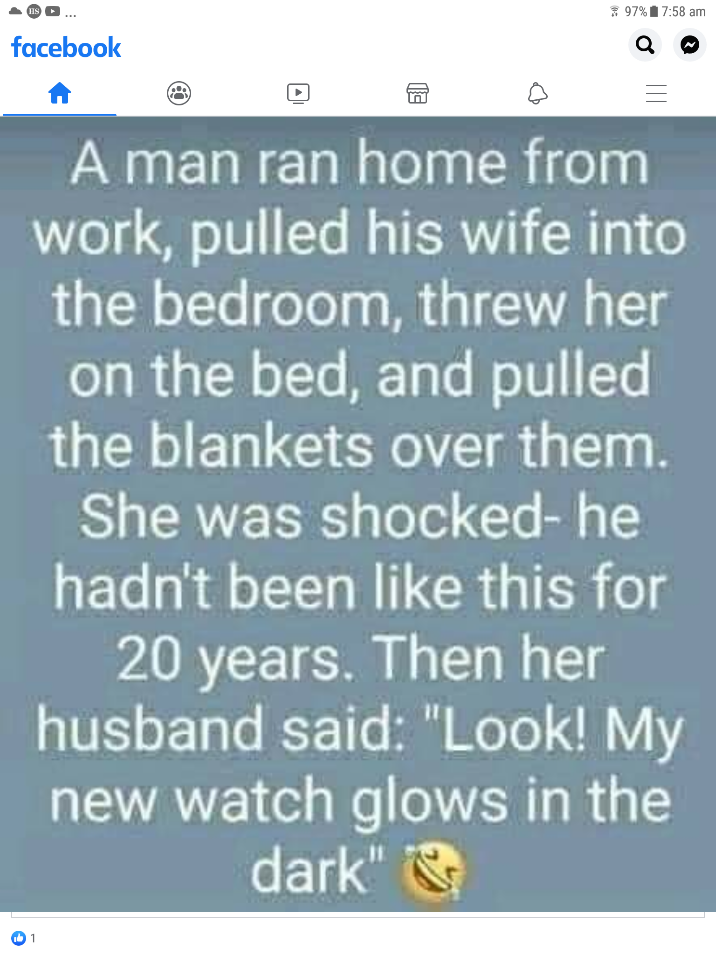 ... 97% 7:58 am
facebook
A man ran home from
work, pulled his wife into
the bedroom, threw her
on the bed, and pulled
the blankets over them.
She was shocked- he
hadn't been like this for
20 years. Then her
husband said: "Look! My
new watch glows in the
dark" 🤣
1